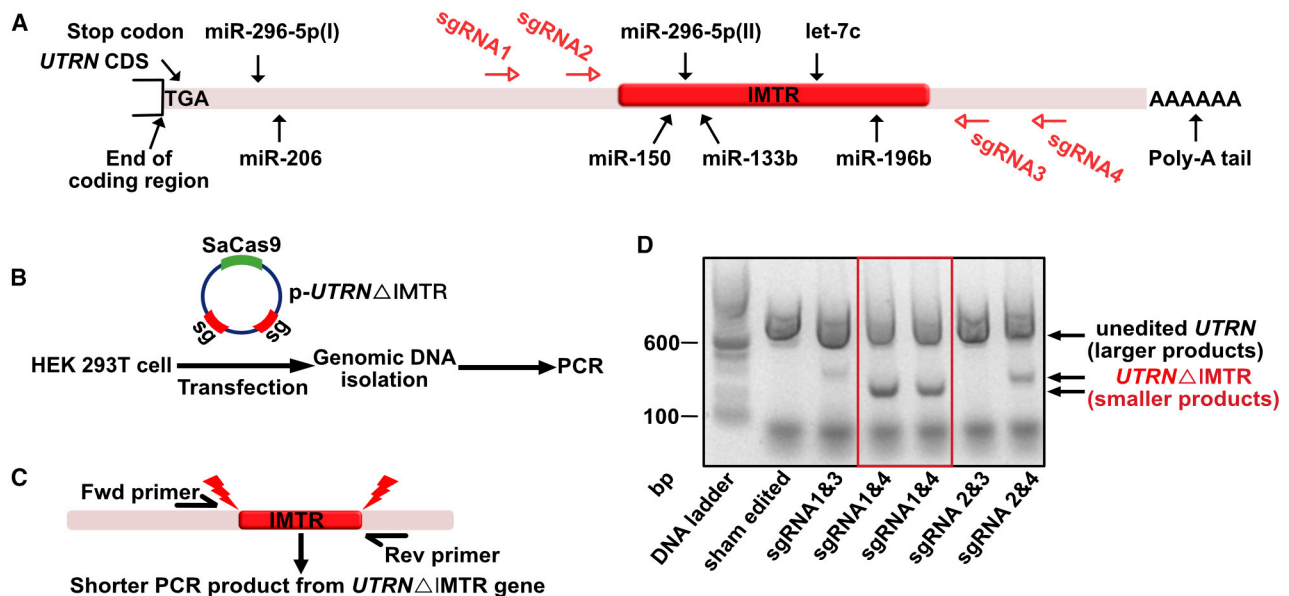 A
Stop codon
miR-296-5p(I)
sgRNA1
sgRNA2
miR-296-5p(II)
let-7c
UTRN CDS
TGA
IMTR
AAAAAA
End of
coding region
miR-206
miR-150
miR-133b
miR-196b
sgRNA3
sgRNA4
Poly-A tail
B
SaCas9
p-UTRN△IMTR
sg
sg
HEK 293T cell
Transfection
Genomic DNA
isolation
PCR
C
Fwd primer
IMTR
Rev primer
Shorter PCR product from UTRN△IMTR gene
D
600
100
bp
DNA ladder
sham edited
sgRNA1&3
sgRNA1&4
sgRNA1&4
sgRNA 2&3
sgRNA 2&4
unedited UTRN
(larger products)
UTRN△IMTR
(smaller products)